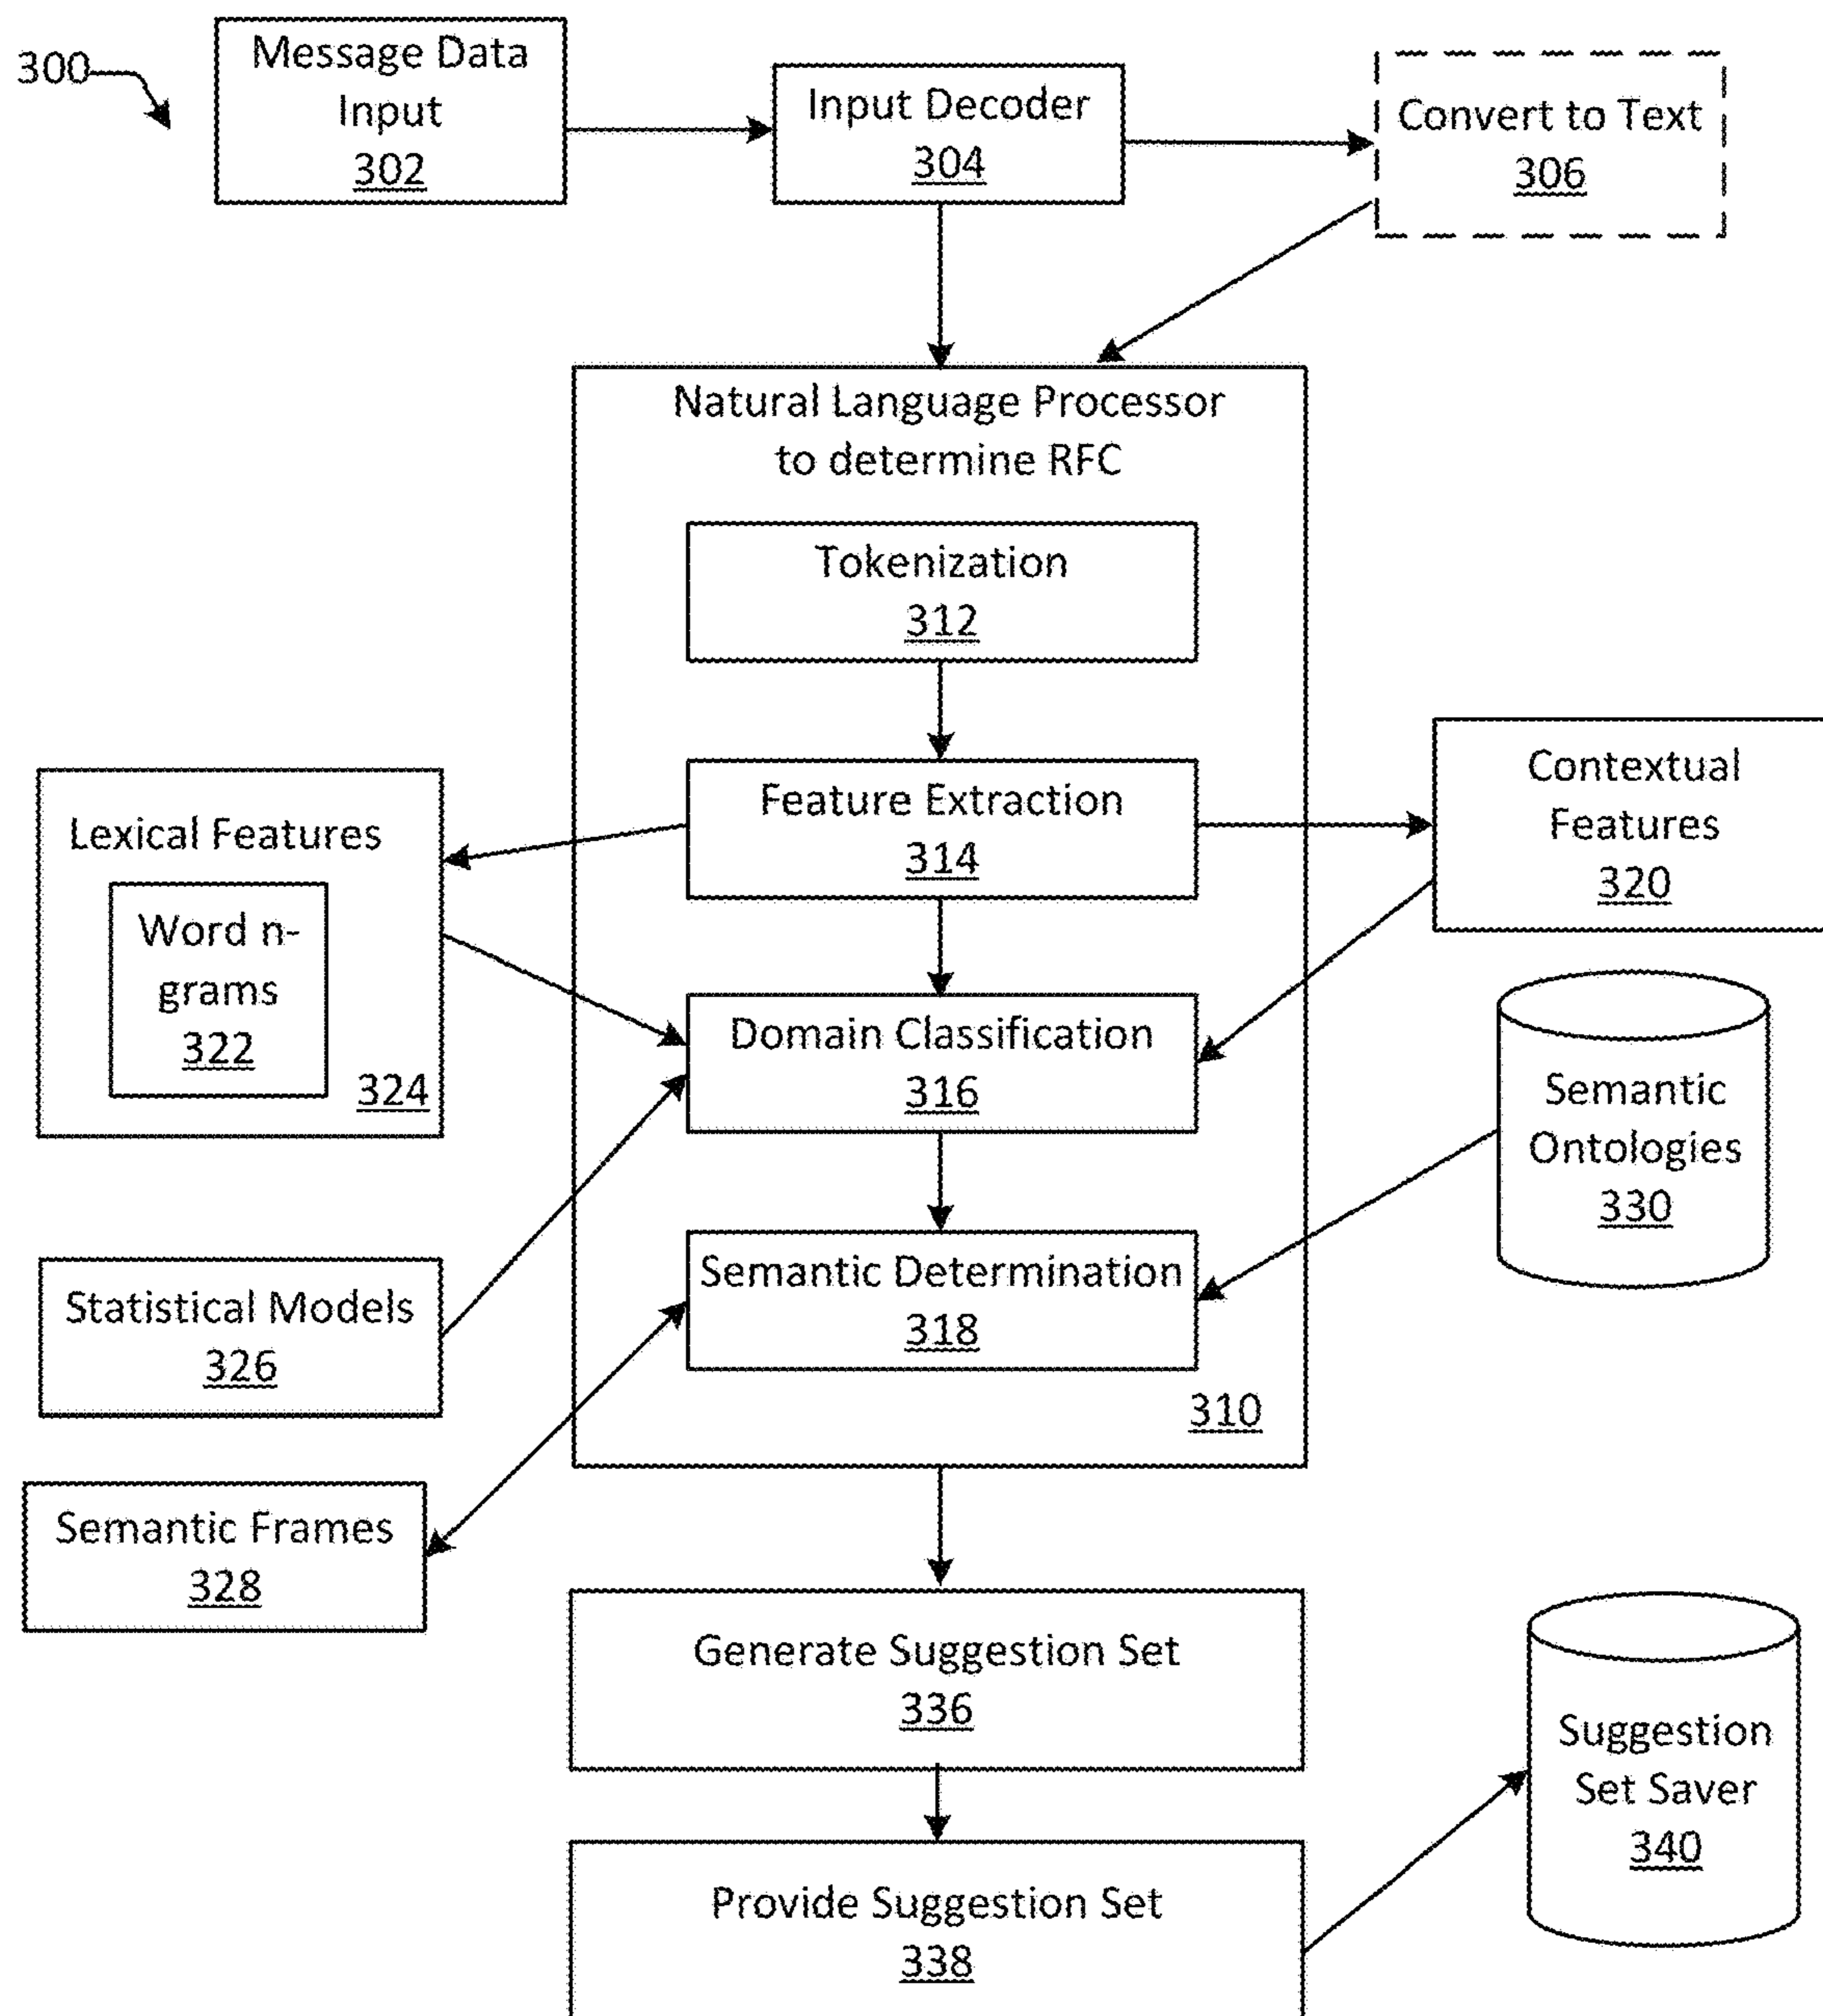 300
Message Data
Input
302
Input Decoder
304
Convert to Text
306
Natural Language Processor
to determine RFC
Tokenization
312
Feature Extraction
314
Contextual
Features
320
Lexical Features
Word n-
grams
322
324
Domain Classification
316
Semantic
Ontologies
330
Statistical Models
326
Semantic Determination
318
310
Semantic Frames
328
Generate Suggestion Set
336
Suggestion
Set Saver
340
Provide Suggestion Set
338